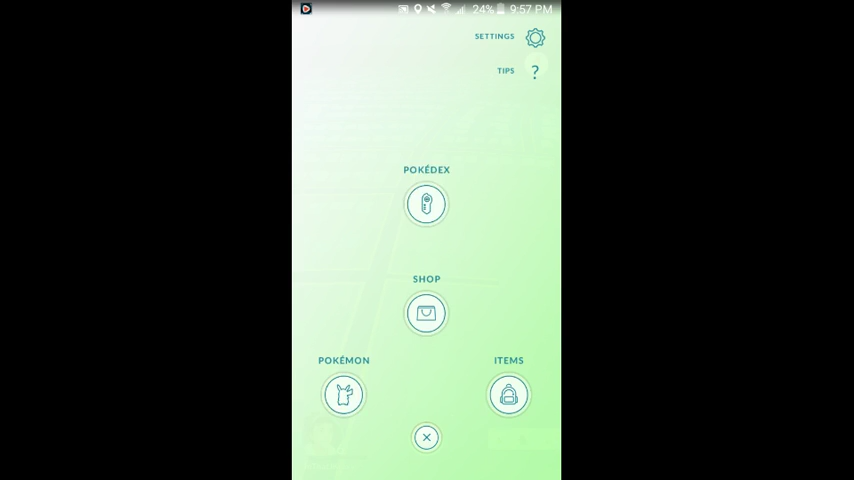 24% 9:57 PM
SETTINGS
TIPS ?
POKÉDEX
SHOP
POKÉMON
ITEMS